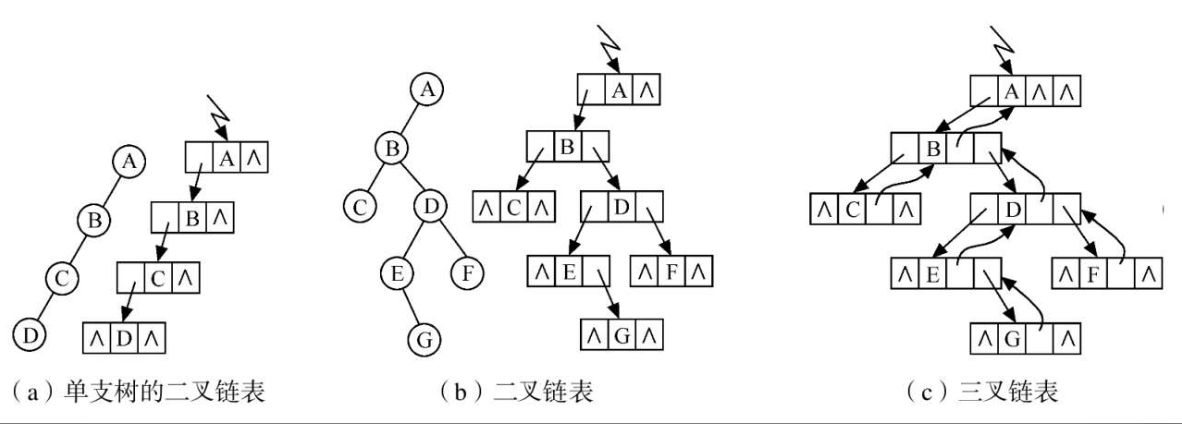 A
B
C
D
A ∧
B ∧
C ∧
∧ D ∧
(a)单支树的二叉链表
A
B
C
D
E
F
G
A ∧
B
∧ C ∧
D
∧ E
∧ F ∧
∧ G ∧
(b)二叉链表
A ∧ ∧
B
∧ C ∧
D
∧ E
∧ F ∧
∧ G ∧
(c)三叉链表